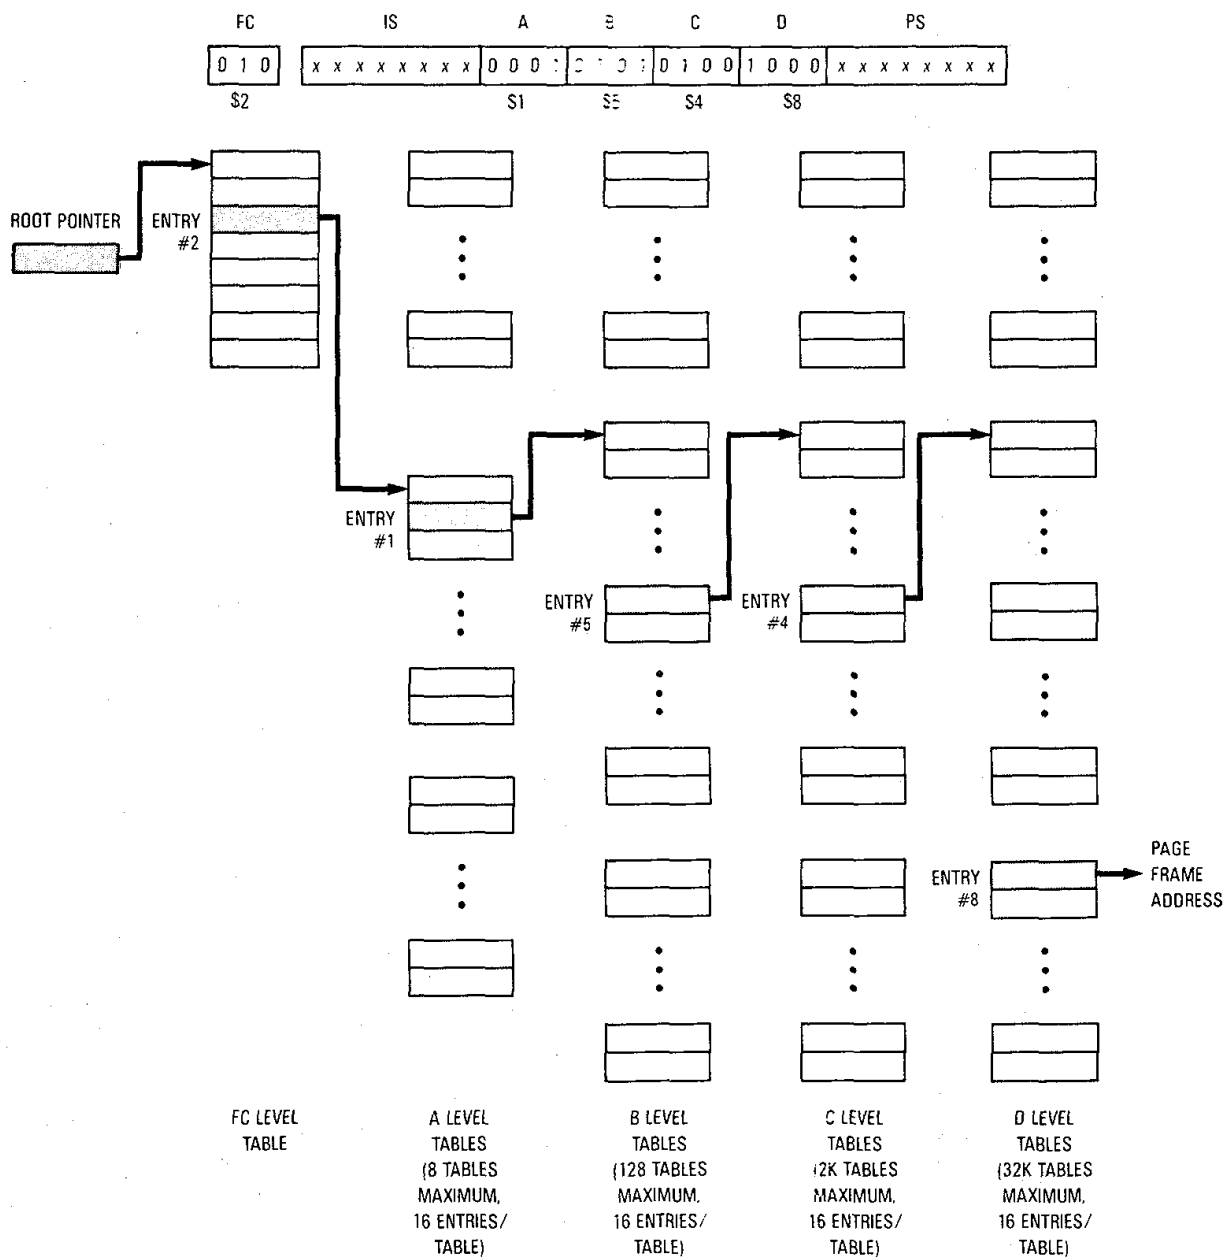 FC IS A C D PS
0 1 0 x x x x x x x x 0 0 0 0 1 0 0 1 0 0 0 x x x x x x x x
$2 $1 $4 $8
ROOT POINTER
ENTRY
#2
ENTRY
#1
ENTRY
#5
ENTRY
#4
ENTRY
#8
PAGE
FRAME
ADDRESS
FC LEVEL
TABLE
A LEVEL
TABLES
(8 TABLES
MAXIMUM,
16 ENTRIES/
TABLE)
B LEVEL
TABLES
(128 TABLES
MAXIMUM,
16 ENTRIES/
TABLE)
C LEVEL
TABLES
(2K TABLES
MAXIMUM,
16 ENTRIES/
TABLE)
D LEVEL
TABLES
(32K TABLES
MAXIMUM,
16 ENTRIES/
TABLE)